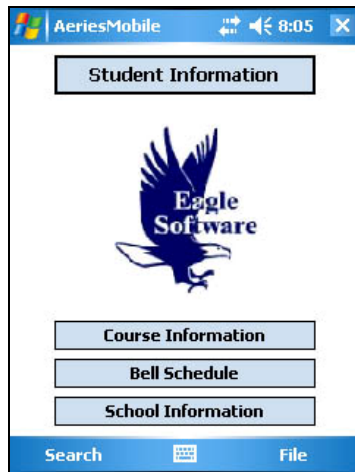 AeriesMobile 8:05
Student Information
Eagle
Software
Course Information
Bell Schedule
School Information
Search File